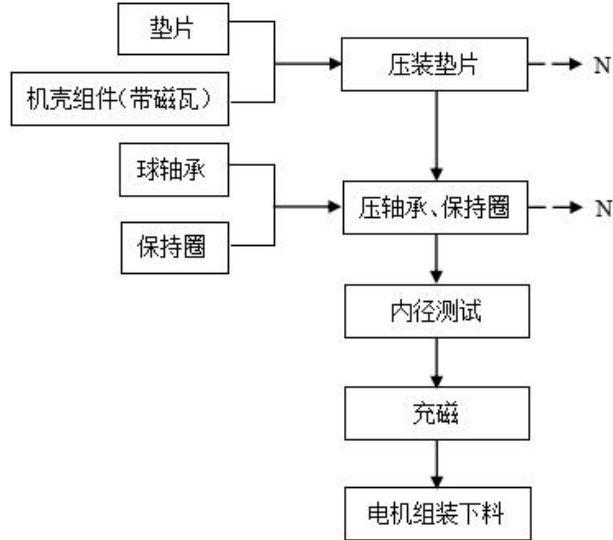 垫片
机壳组件(带磁瓦)
压装垫片
N
球轴承
保持圈
压轴承、保持圈
N
内径测试
充磁
电机组装下料